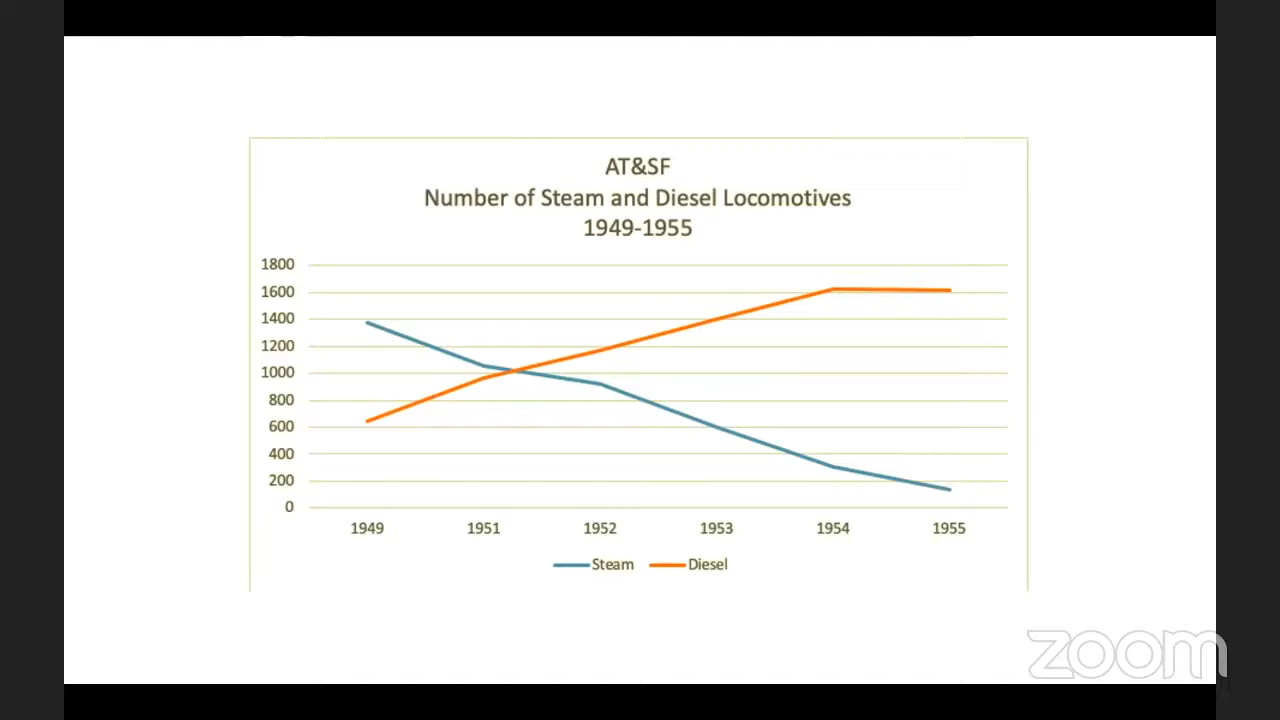 AT&SF
Number of Steam and Diesel Locomotives
1949-1955
1800
1600
1400
1200
1000
800
600
400
200
0
1949 1951 1952 1953 1954 1955
Steam Diesel
zoom